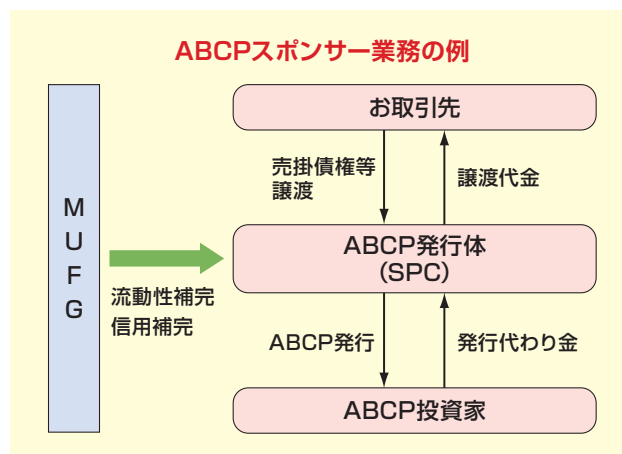 ABCPスポンサー業務の例
お取引先
売掛債権等
譲渡
譲渡代金
MUFG
ABCP発行体
(SPC)
流動性補完
信用補完
ABCP発行
発行代わり金
ABCP投資家